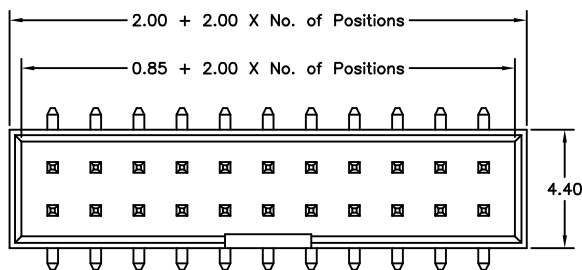 2.00 + 2.00 X No. of Positions
0.85 + 2.00 X No. of Positions
4.40